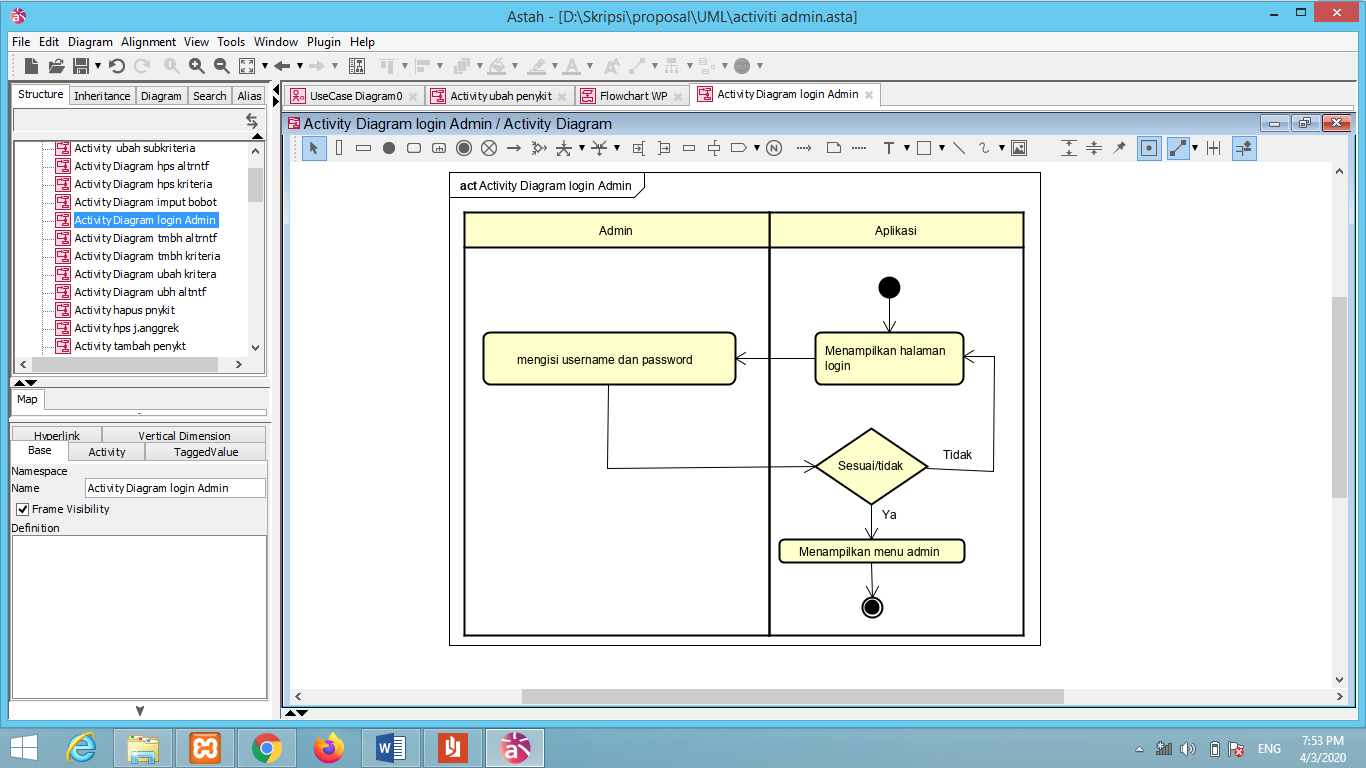 Astah - [D:\Skripsi\proposal\UML\activiti admin.asta]
File Edit Diagram Alignment View Tools Window Plugin Help
Structure Inheritance Diagram Search Alias
UseCase Diagram0 Activity ubah penykit Flowchart WP Activity Diagram login Admin
Activity Diagram login Admin / Activity Diagram
Activity ubah subkriteria
Activity Diagram hps altrntf
Activity Diagram hps kriteria
Activity Diagram imput bobot
Activity Diagram login Admin
Activity Diagram tmbh altrntf
Activity Diagram tmbh kriteria
Activity Diagram ubah kritera
Activity Diagram ubh altntf
Activity hapus pnykit
Activity hps j.anggrek
Activity tambah penykt
Map
Hyperlink Vertical Dimension
Base Activity TaggedValue
Namespace
Name Activity Diagram login Admin
Frame Visibility
Definition
T
A
N
act Activity Diagram login Admin
Admin Aplikasi
mengisi username dan password
Menampilkan halaman
login
Sesuai/tidak
Tidak
Ya
Menampilkan menu admin
ENG
7:53 PM
4/3/2020